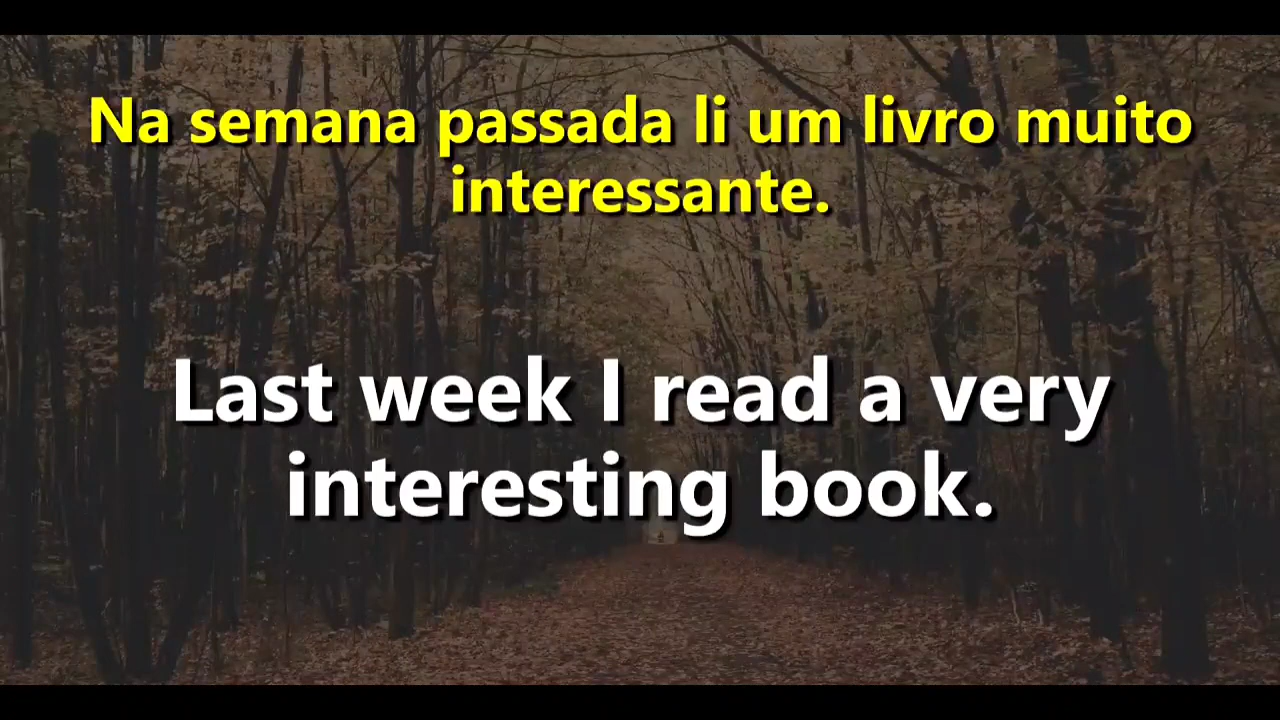 Na semana passada li um livro muito
interessante.
Last week I read a very
interesting book.